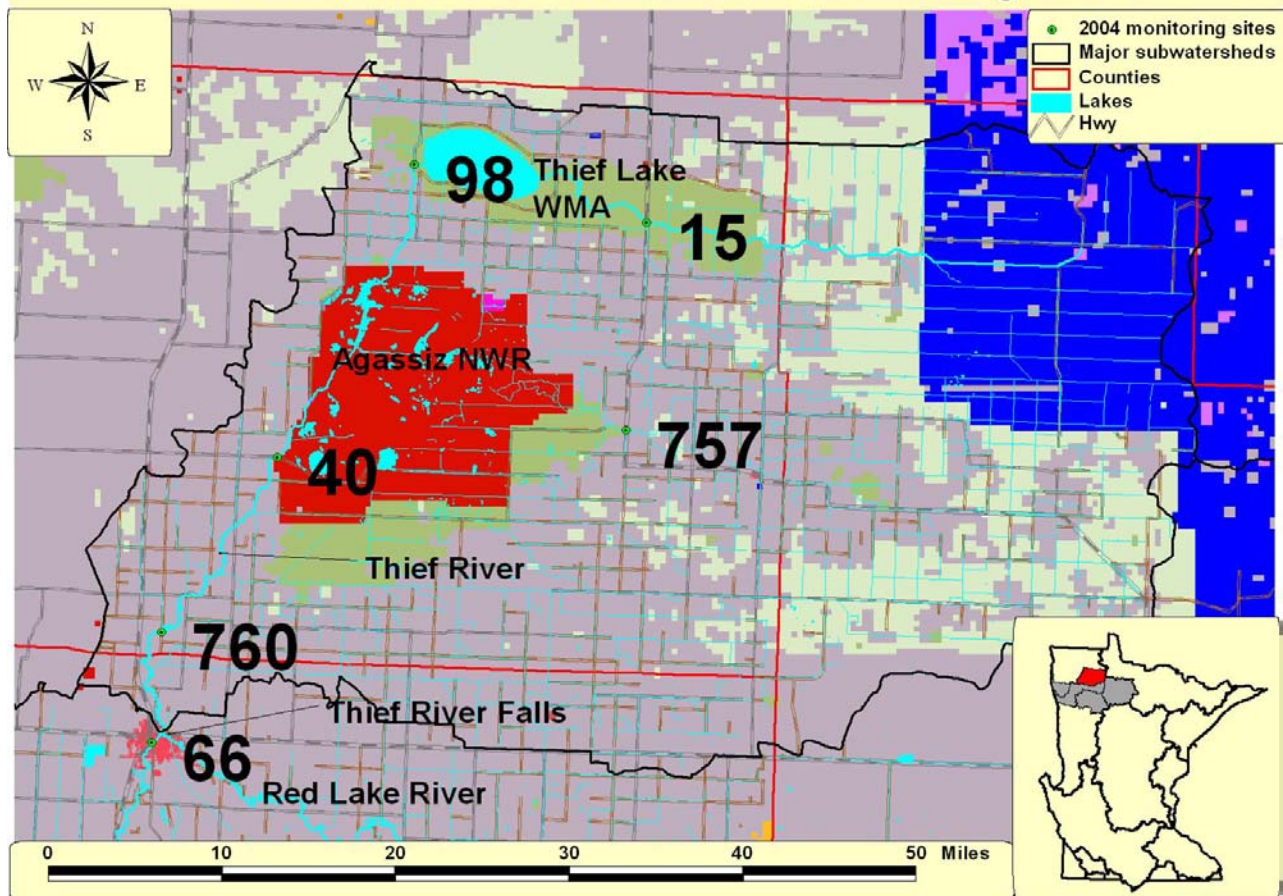 N
W E
S
2004 monitoring sites
Major subwatersheds
Counties
Lakes
Hwy
98
Thief Lake
WMA
15
Agassiz NWR
40
757
Thief River
760
Thief River Falls
66
Red Lake River
0 10 20 30 40 50 Miles